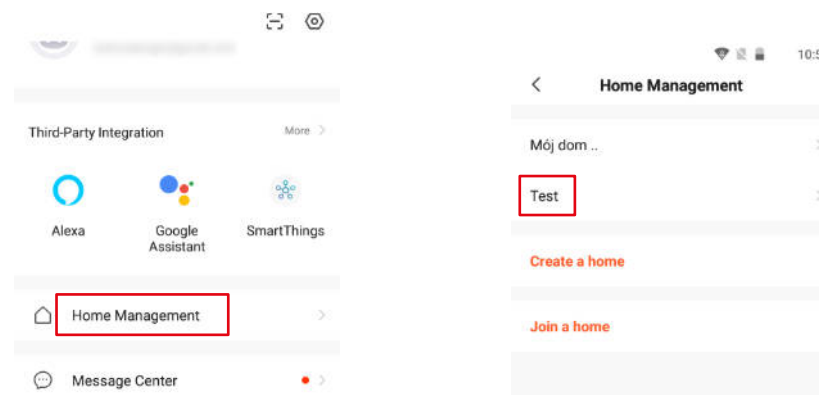 Third-Party Integration
More
Alexa
Google
Assistant
SmartThings
Home Management
Message Center
10:5
Home Management
Mój dom ..
Test
Create a home
Join a home